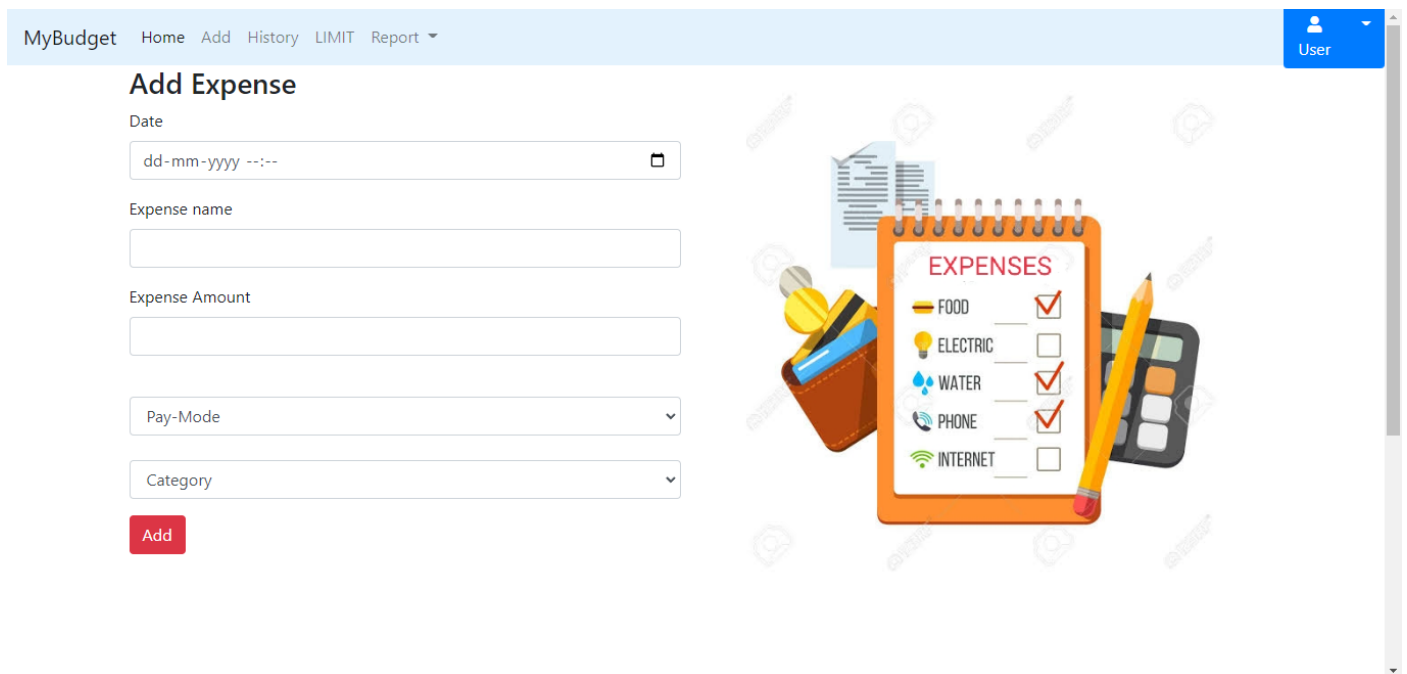 MyBudget Home Add History LIMIT Report
User
Add Expense
Date
dd-mm-yyyy --:--
Expense name
Expense Amount
Pay-Mode
Category
Add
EXPENSES
FOOD
ELECTRIC
WATER
PHONE
INTERNET